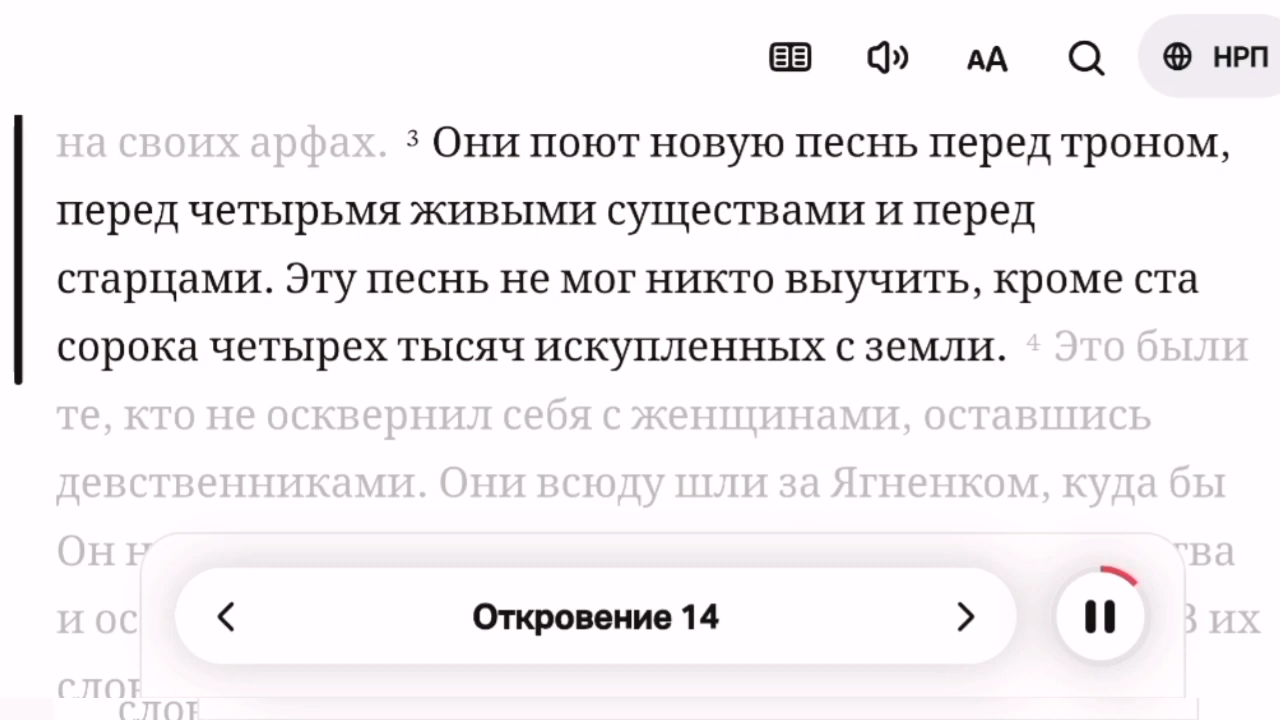 AA
НРП
на своих арфах. 3 Они поют новую песнь перед троном,
перед четырьмя живыми существами и перед
старцами. Эту песнь не мог никто выучить, кроме ста
сорока четырех тысяч искупленных с земли. 4 Это были
те, кто не осквернил себя с женщинами, оставшись
девственниками. Они всюду шли за Ягненком, куда бы
Он
и их
Откровение 14